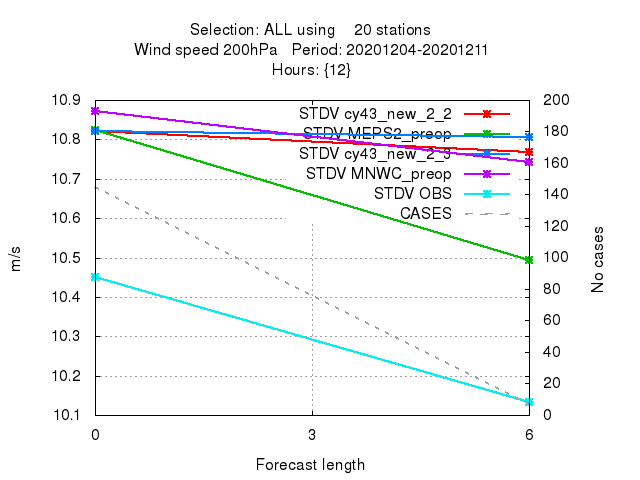 Selection: ALL using    20 stations
Wind speed 200hPa   Period: 20201204-20201211
Hours: {12}
STDV cy43_new_2_2
STDV MEPS2_preop
STDV cy43_new_2_3
STDV MNWC_preop
STDV OBS
CASES
10.9
10.8
10.7
10.6
10.5
10.4
10.3
10.2
10.1
m/s
200
180
160
140
120
100
80
60
40
20
0
No cases
0 3 6
Forecast length